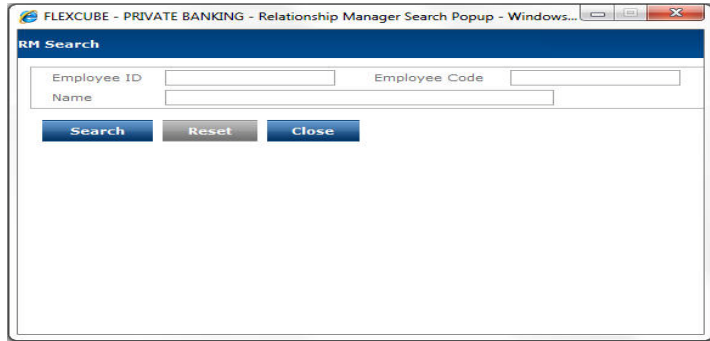 FLEXCUBE - PRIVATE BANKING - Relationship Manager Search Popup - Windows...
RM Search
Employee ID Employee Code
Name
Search Reset Close